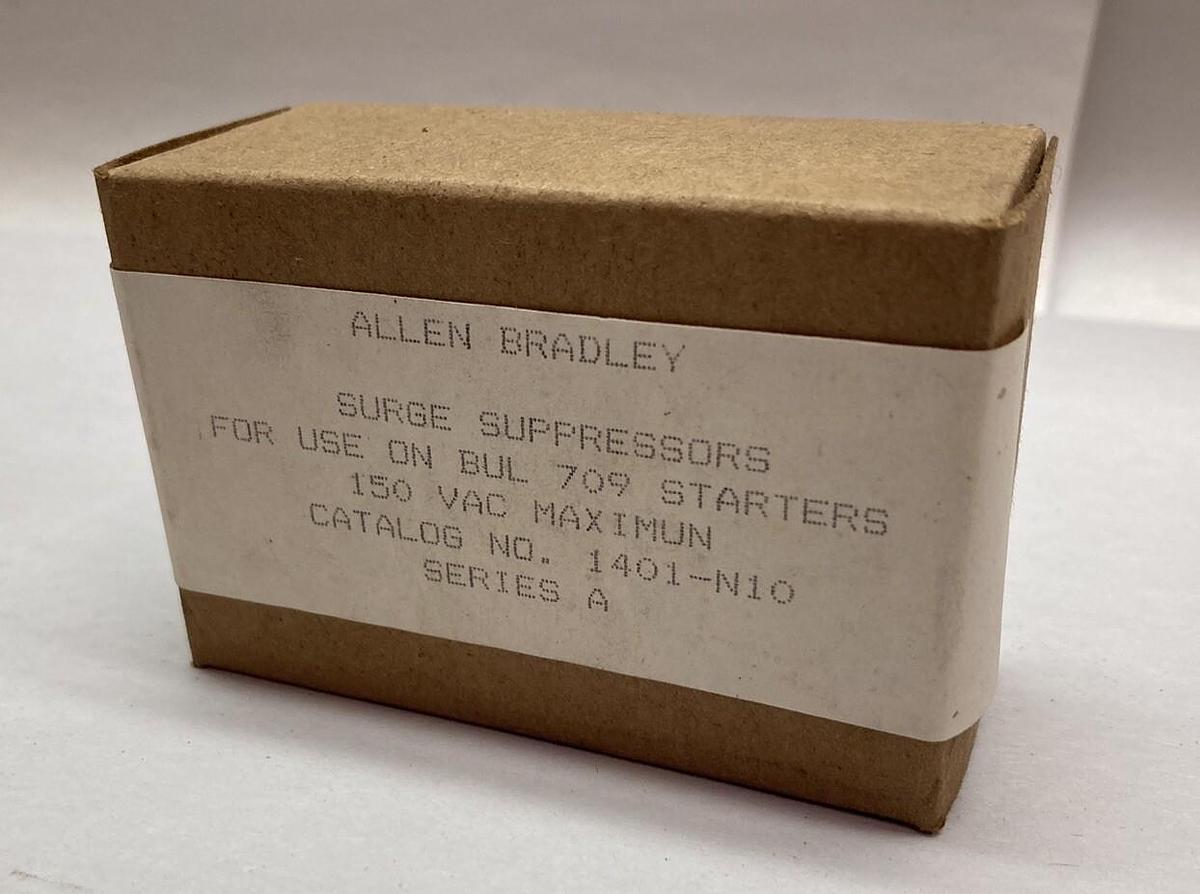 ALLEN BRADLEY
SURGE SUPPRESSORS
FOR USE ON BUL 709 STARTERS
150 VAC MAXIMUN
CATALOG NO. 1401-N10
SERIES A